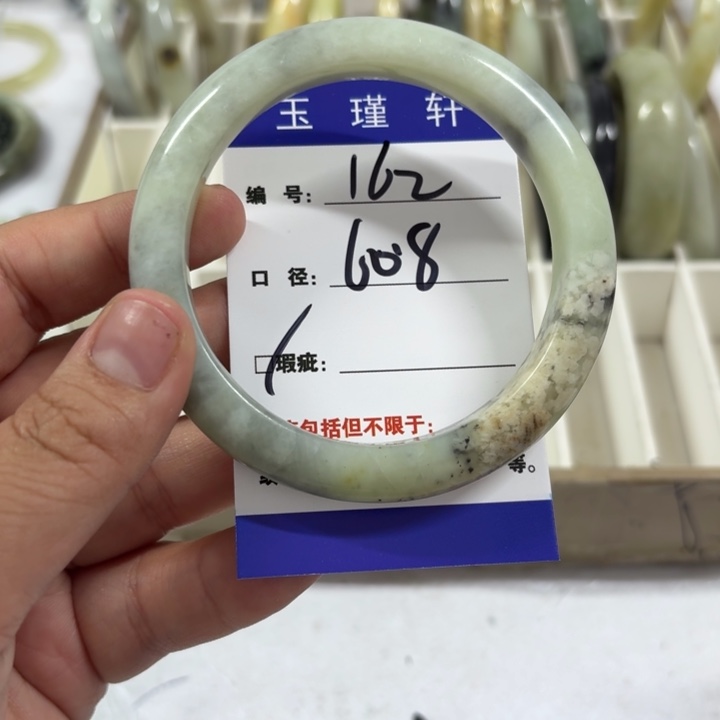 玉瑾轩
编号：162
口径：608
□瑕疵：
包括但不限于：
等。